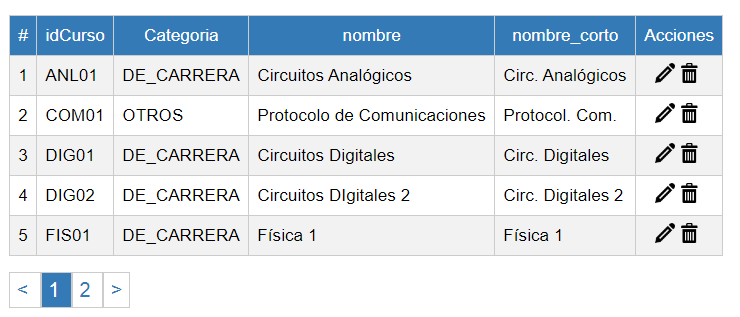 # idCurso Categoria nombre nombre_corto Acciones
1 ANL01 DE_CARRERA Circuitos Analógicos Circ. Analógicos
2 COM01 OTROS Protocolo de Comunicaciones Protocol. Com.
3 DIG01 DE_CARRERA Circuitos Digitales Circ. Digitales
4 DIG02 DE_CARRERA Circuitos DIgitales 2 Circ. Digitales 2
5 FIS01 DE_CARRERA Física 1 Física 1
< 1 2 >